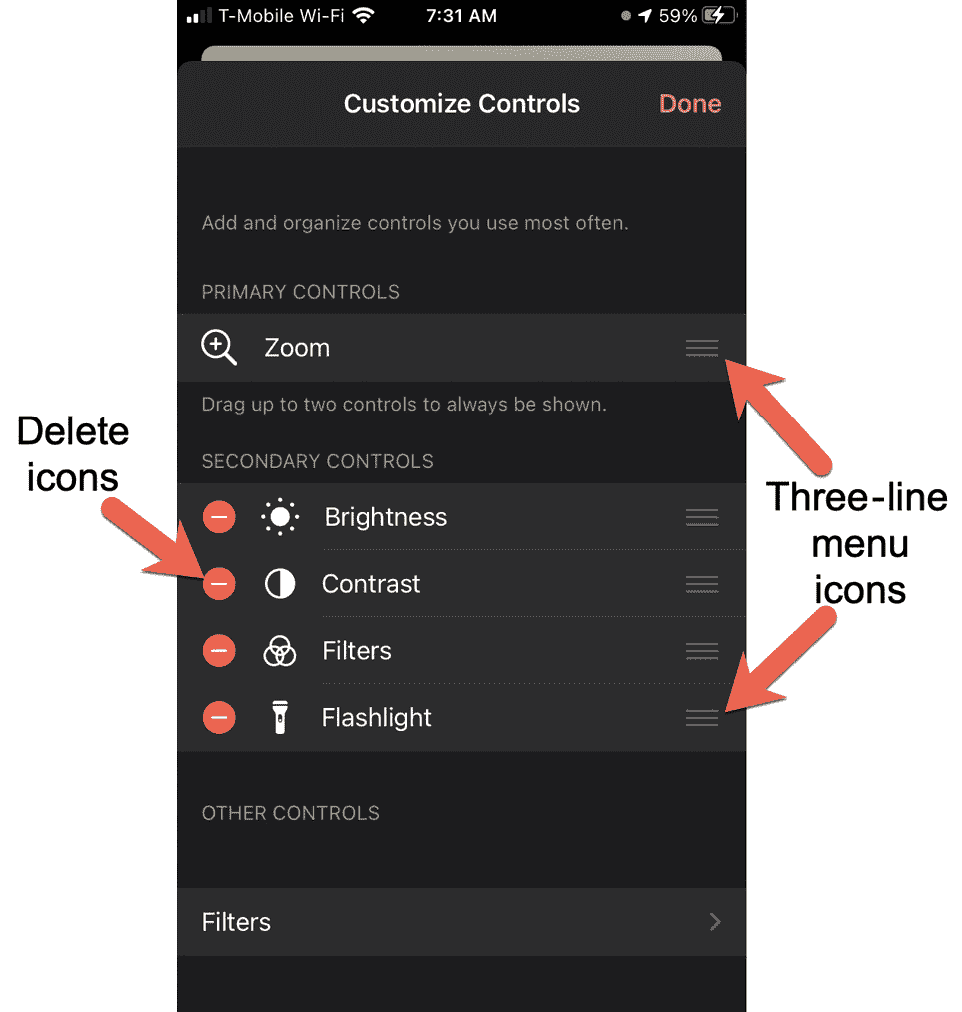 T-Mobile Wi-Fi 7:31 AM 59%
Customize Controls Done
Add and organize controls you use most often.
PRIMARY CONTROLS
Zoom
Drag up to two controls to always be shown.
SECONDARY CONTROLS
Brightness
Contrast
Filters
Flashlight
OTHER CONTROLS
Filters
Delete
icons
Three-line
menu
icons